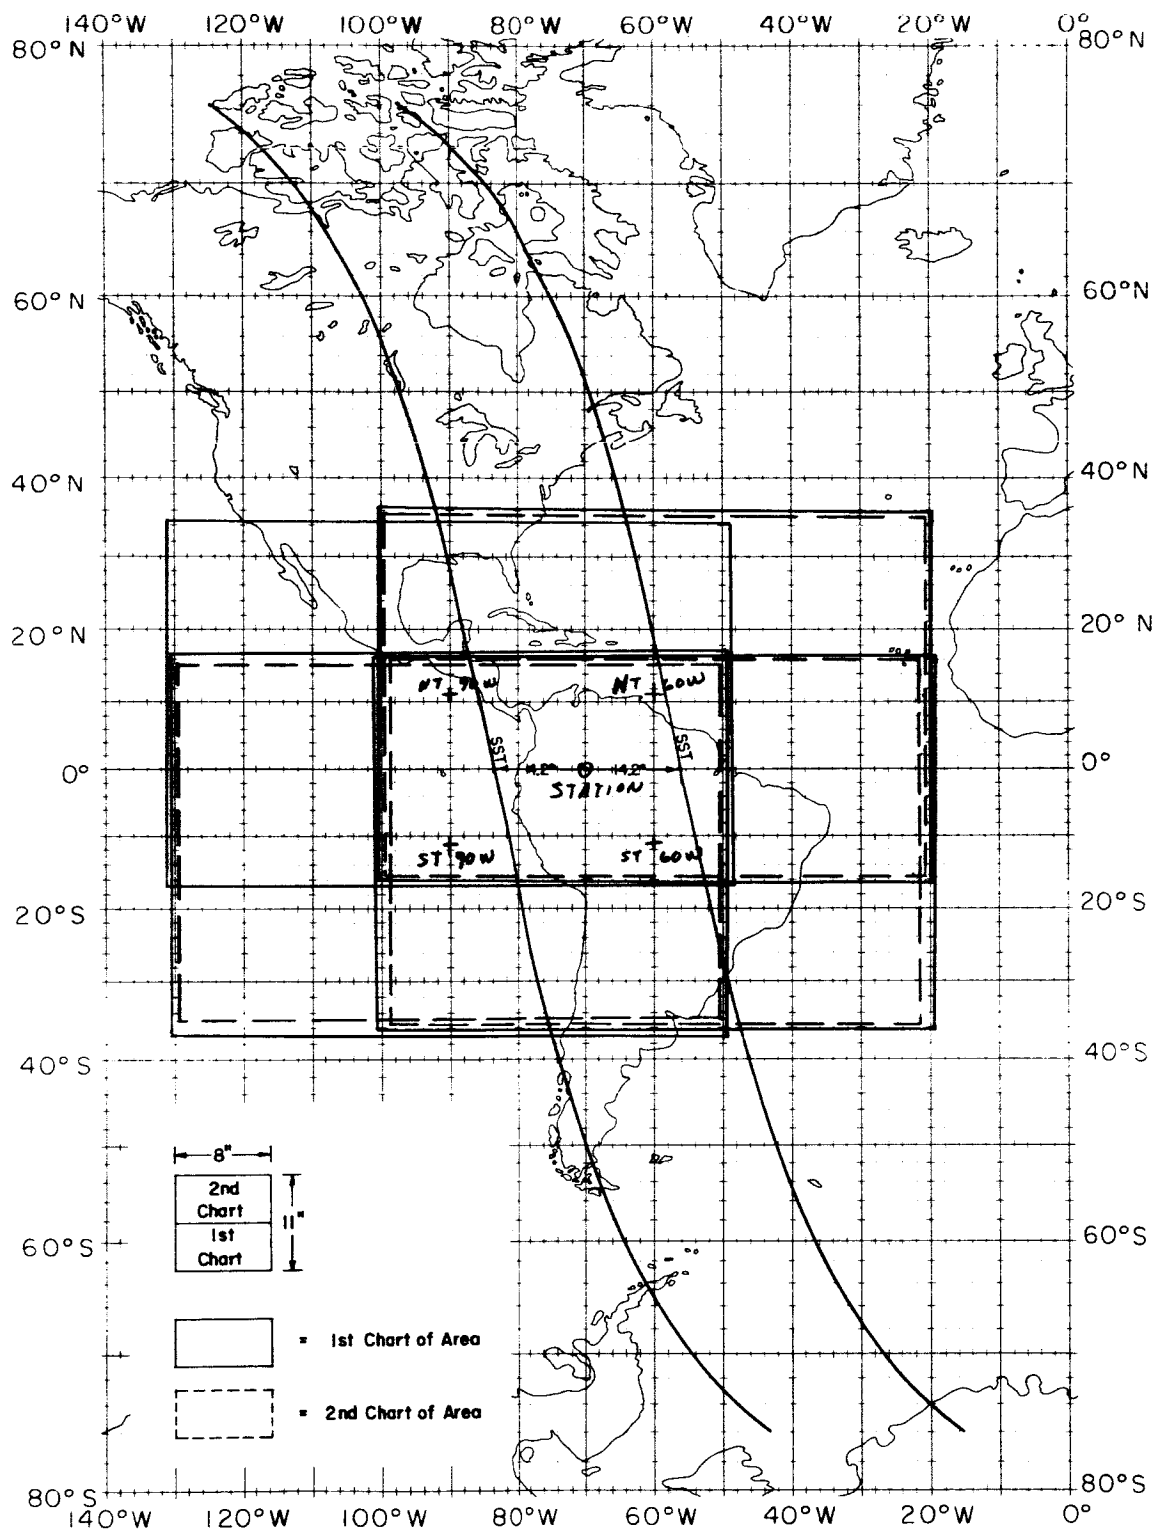 140°W 120°W 100°W 80°W 60°W 40°W 20°W 0°
80°N 80°N
60°N 60°N
40°N 40°N
20°N 20°N
NT 90W NT 60W
SST SST
0° 14.2° 14.2° 0°
STATION
ST 90W ST 60W
20°S 20°S
40°S 40°S
8"
2nd
Chart
11"
1st
Chart
60°S 60°S
= 1st Chart of Area
= 2nd Chart of Area
80°S 80°S
140°W 120°W 100°W 80°W 60°W 40°W 20°W 0°